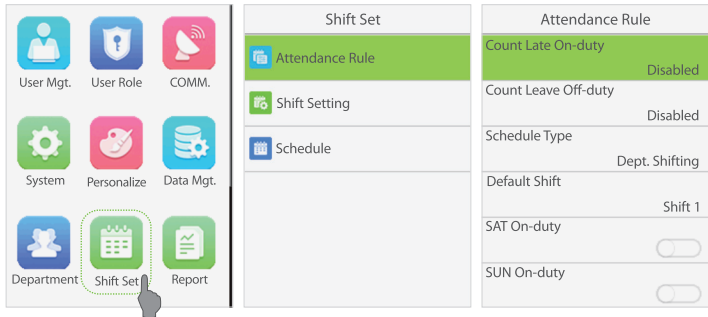 User Mgt.
User Role
COMM.
System
Personalize
Data Mgt.
Department
Shift Set
Report
Shift Set
Attendance Rule
Shift Setting
Schedule
Attendance Rule
Count Late On-duty
Disabled
Count Leave Off-duty
Disabled
Schedule Type
Dept. Shifting
Default Shift
Shift 1
SAT On-duty
SUN On-duty